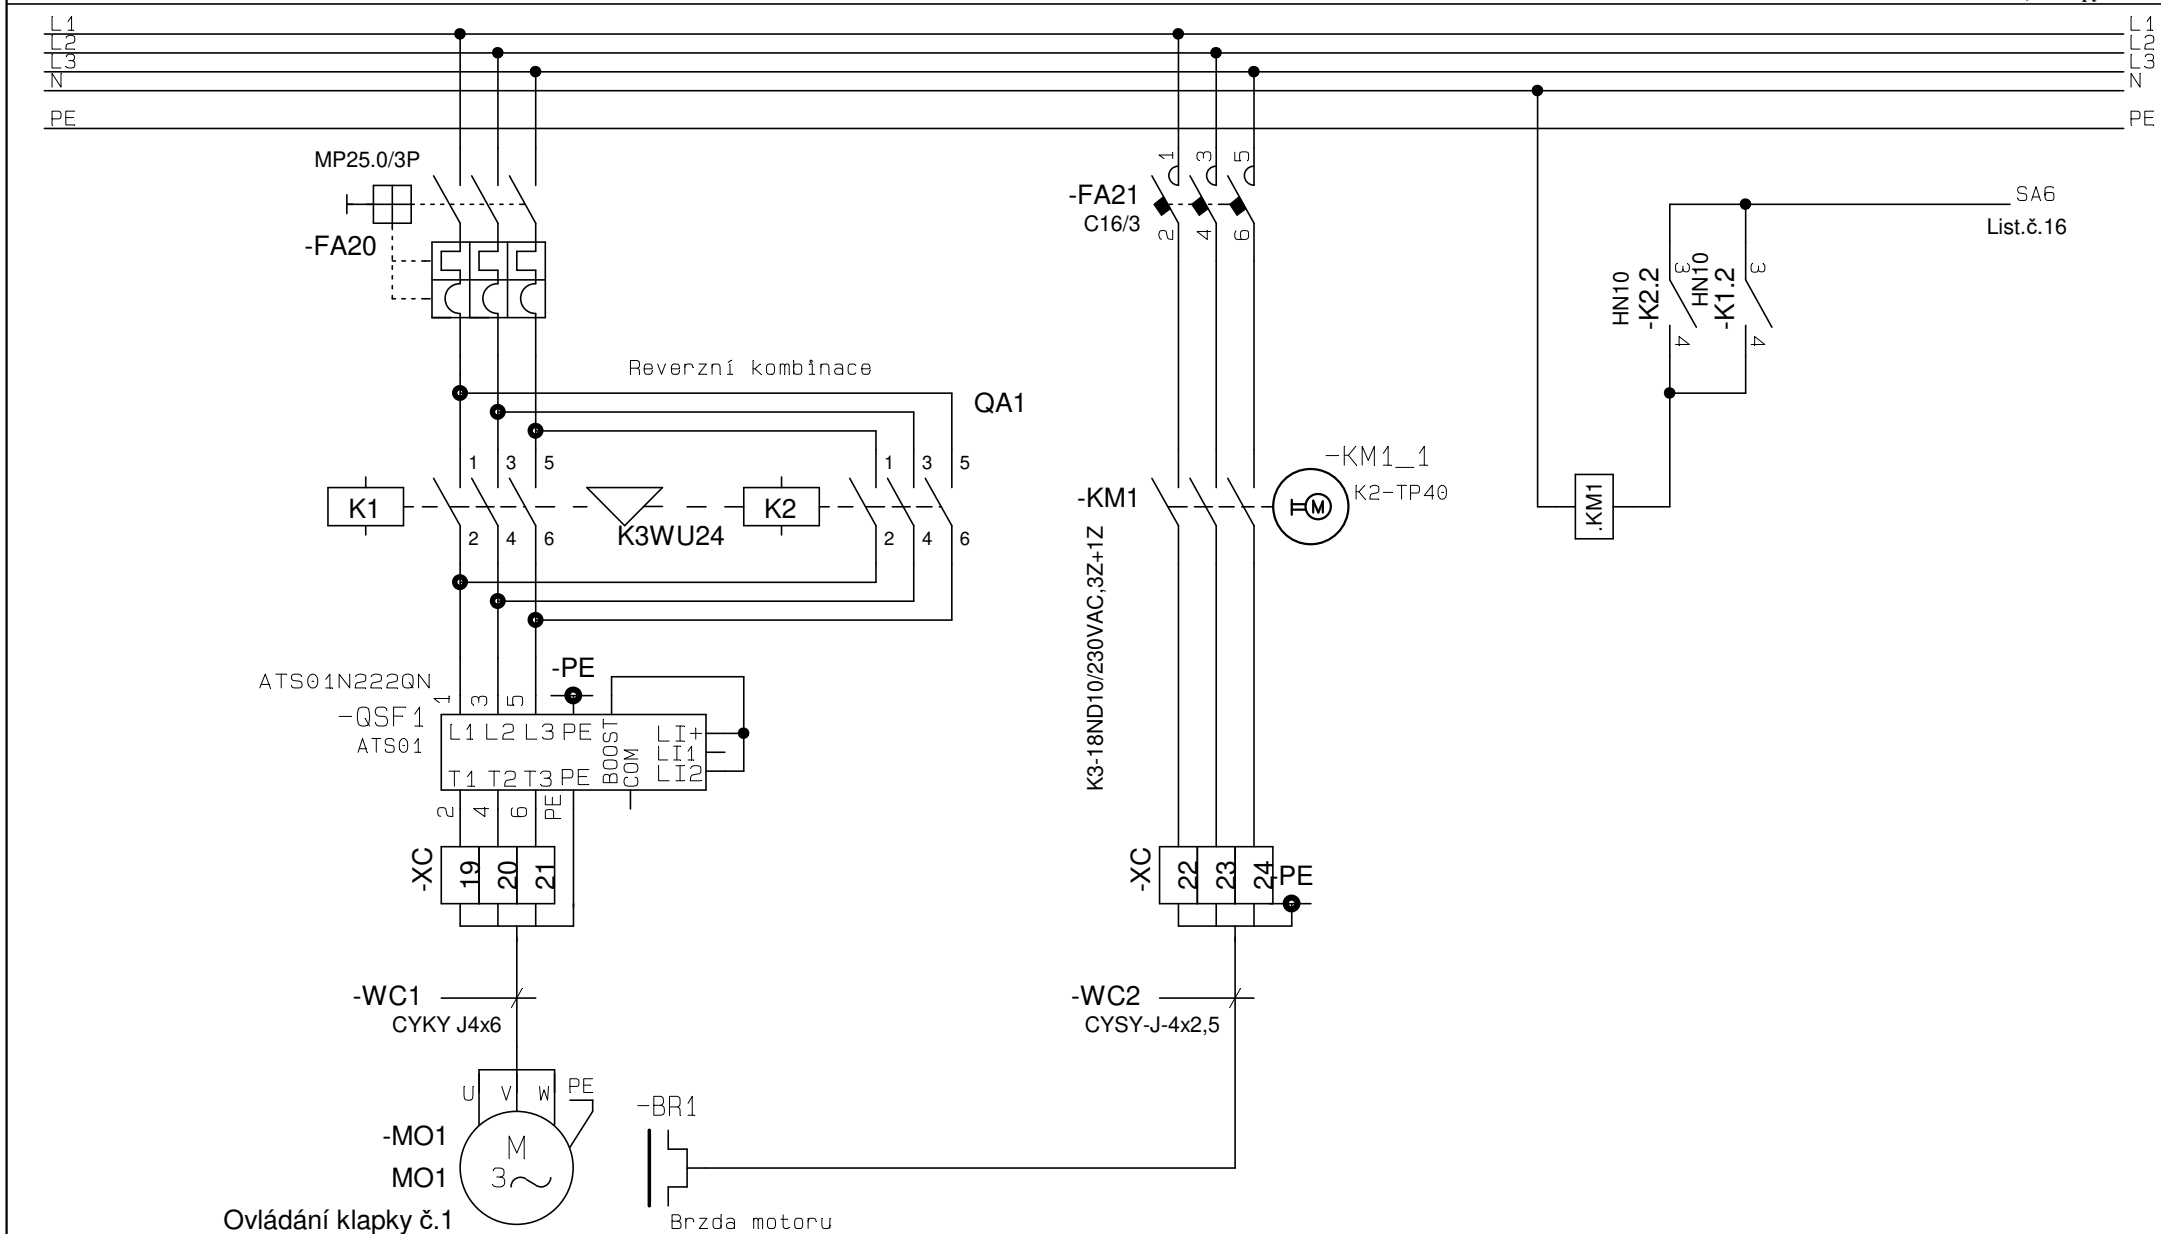 L1
L2
L3
N
PE
L1
L2
L3
N
PE
MP25.0/3P
-FA20
-FA21
C16/3
1 3 5
2 4 6
SA6
List.č.16
HN10
-K2.2
3
4
HN10
-K1.2
3
4
Reverzní kombinace
QA1
1 3 5
K1
2 4 6
K3WU24
K2
1 3 5
2 4 6
-KM1
K3-18ND10/230VAC,3Z+1Z
-KM1_1
K2-TP40
M
.KM1
ATS01N222QN
-QSF1
ATS01
-PE
1 3 5
L1 L2 L3 PE
BOOST
COM
LI+
LI1
LI2
T1 T2 T3 PE
2 4 6 PE
-XC
19 20 21
-XC
22 23 24
-PE
-WC1
CYKY J4x6
-WC2
CYSY-J-4x2,5
U V W PE
-MO1
MO1
M
3~
Ovládání klapky č.1
-BR1
Brzda motoru